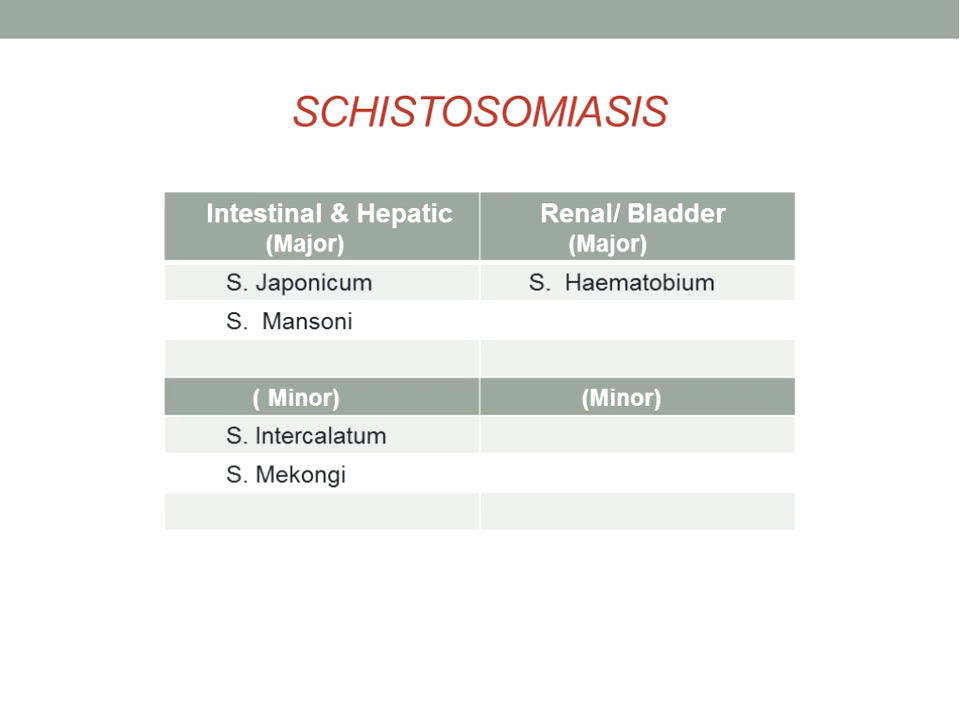 SCHISTOSOMIASIS
Intestinal & Hepatic Renal/ Bladder
(Major) (Major)
S. Japonicum S. Haematobium
S. Mansoni
( Minor) (Minor)
S. Intercalatum
S. Mekongi